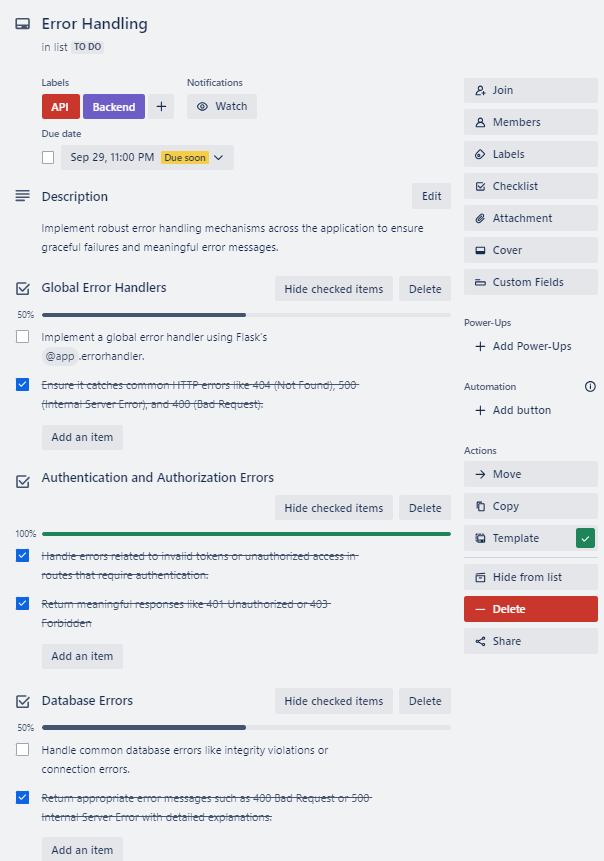 Error Handling
in list TO DO
Labels
Notifications
API
Backend
Watch
Due date
Sep 29, 11:00 PM Due soon
Description
Edit
Implement robust error handling mechanisms across the application to ensure
graceful failures and meaningful error messages.
Global Error Handlers
Hide checked items
Delete
50%
Implement a global error handler using Flask's
@app .errorhandler.
Ensure it catches common HTTP errors like 404 (Not Found), 500
(Internal Server Error), and 400 (Bad Request).
Add an item
Authentication and Authorization Errors
Hide checked items
Delete
100%
Handle errors related to invalid tokens or unauthorized access in
routes that require authentication.
Return meaningful responses like 401 Unauthorized or 403
Forbidden
Add an item
Database Errors
Hide checked items
Delete
50%
Handle common database errors like integrity violations or
connection errors.
Return appropriate error messages such as 400 Bad Request or 500
Internal Server Error with detailed explanations.
Add an item
Join
Members
Labels
Checklist
Attachment
Cover
Custom Fields
Power-Ups
Add Power-Ups
Automation
Add button
Actions
Move
Copy
Template
Hide from list
Delete
Share